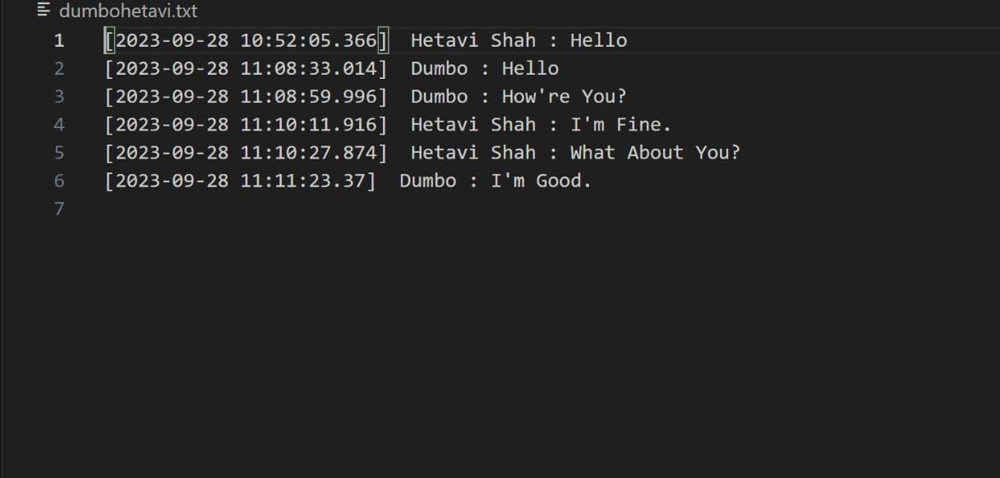 dumbohetavi.txt
1 [2023-09-28 10:52:05.366]  Hetavi Shah : Hello
2 [2023-09-28 11:08:33.014]  Dumbo : Hello
3 [2023-09-28 11:08:59.996]  Dumbo : How're You?
4 [2023-09-28 11:10:11.916]  Hetavi Shah : I'm Fine.
5 [2023-09-28 11:10:27.874]  Hetavi Shah : What About You?
6 [2023-09-28 11:11:23.37]  Dumbo : I'm Good.
7